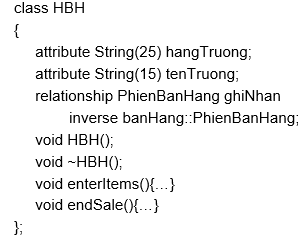 class HBH
{
attribute String(25) hangTruong;
attribute String(15) tenTruong;
relationship PhienBanHang ghiNhan
inverse banHang::PhienBanHang;
void HBH();
void ~HBH();
void enterItems(){…}
void endSale(){…}
};